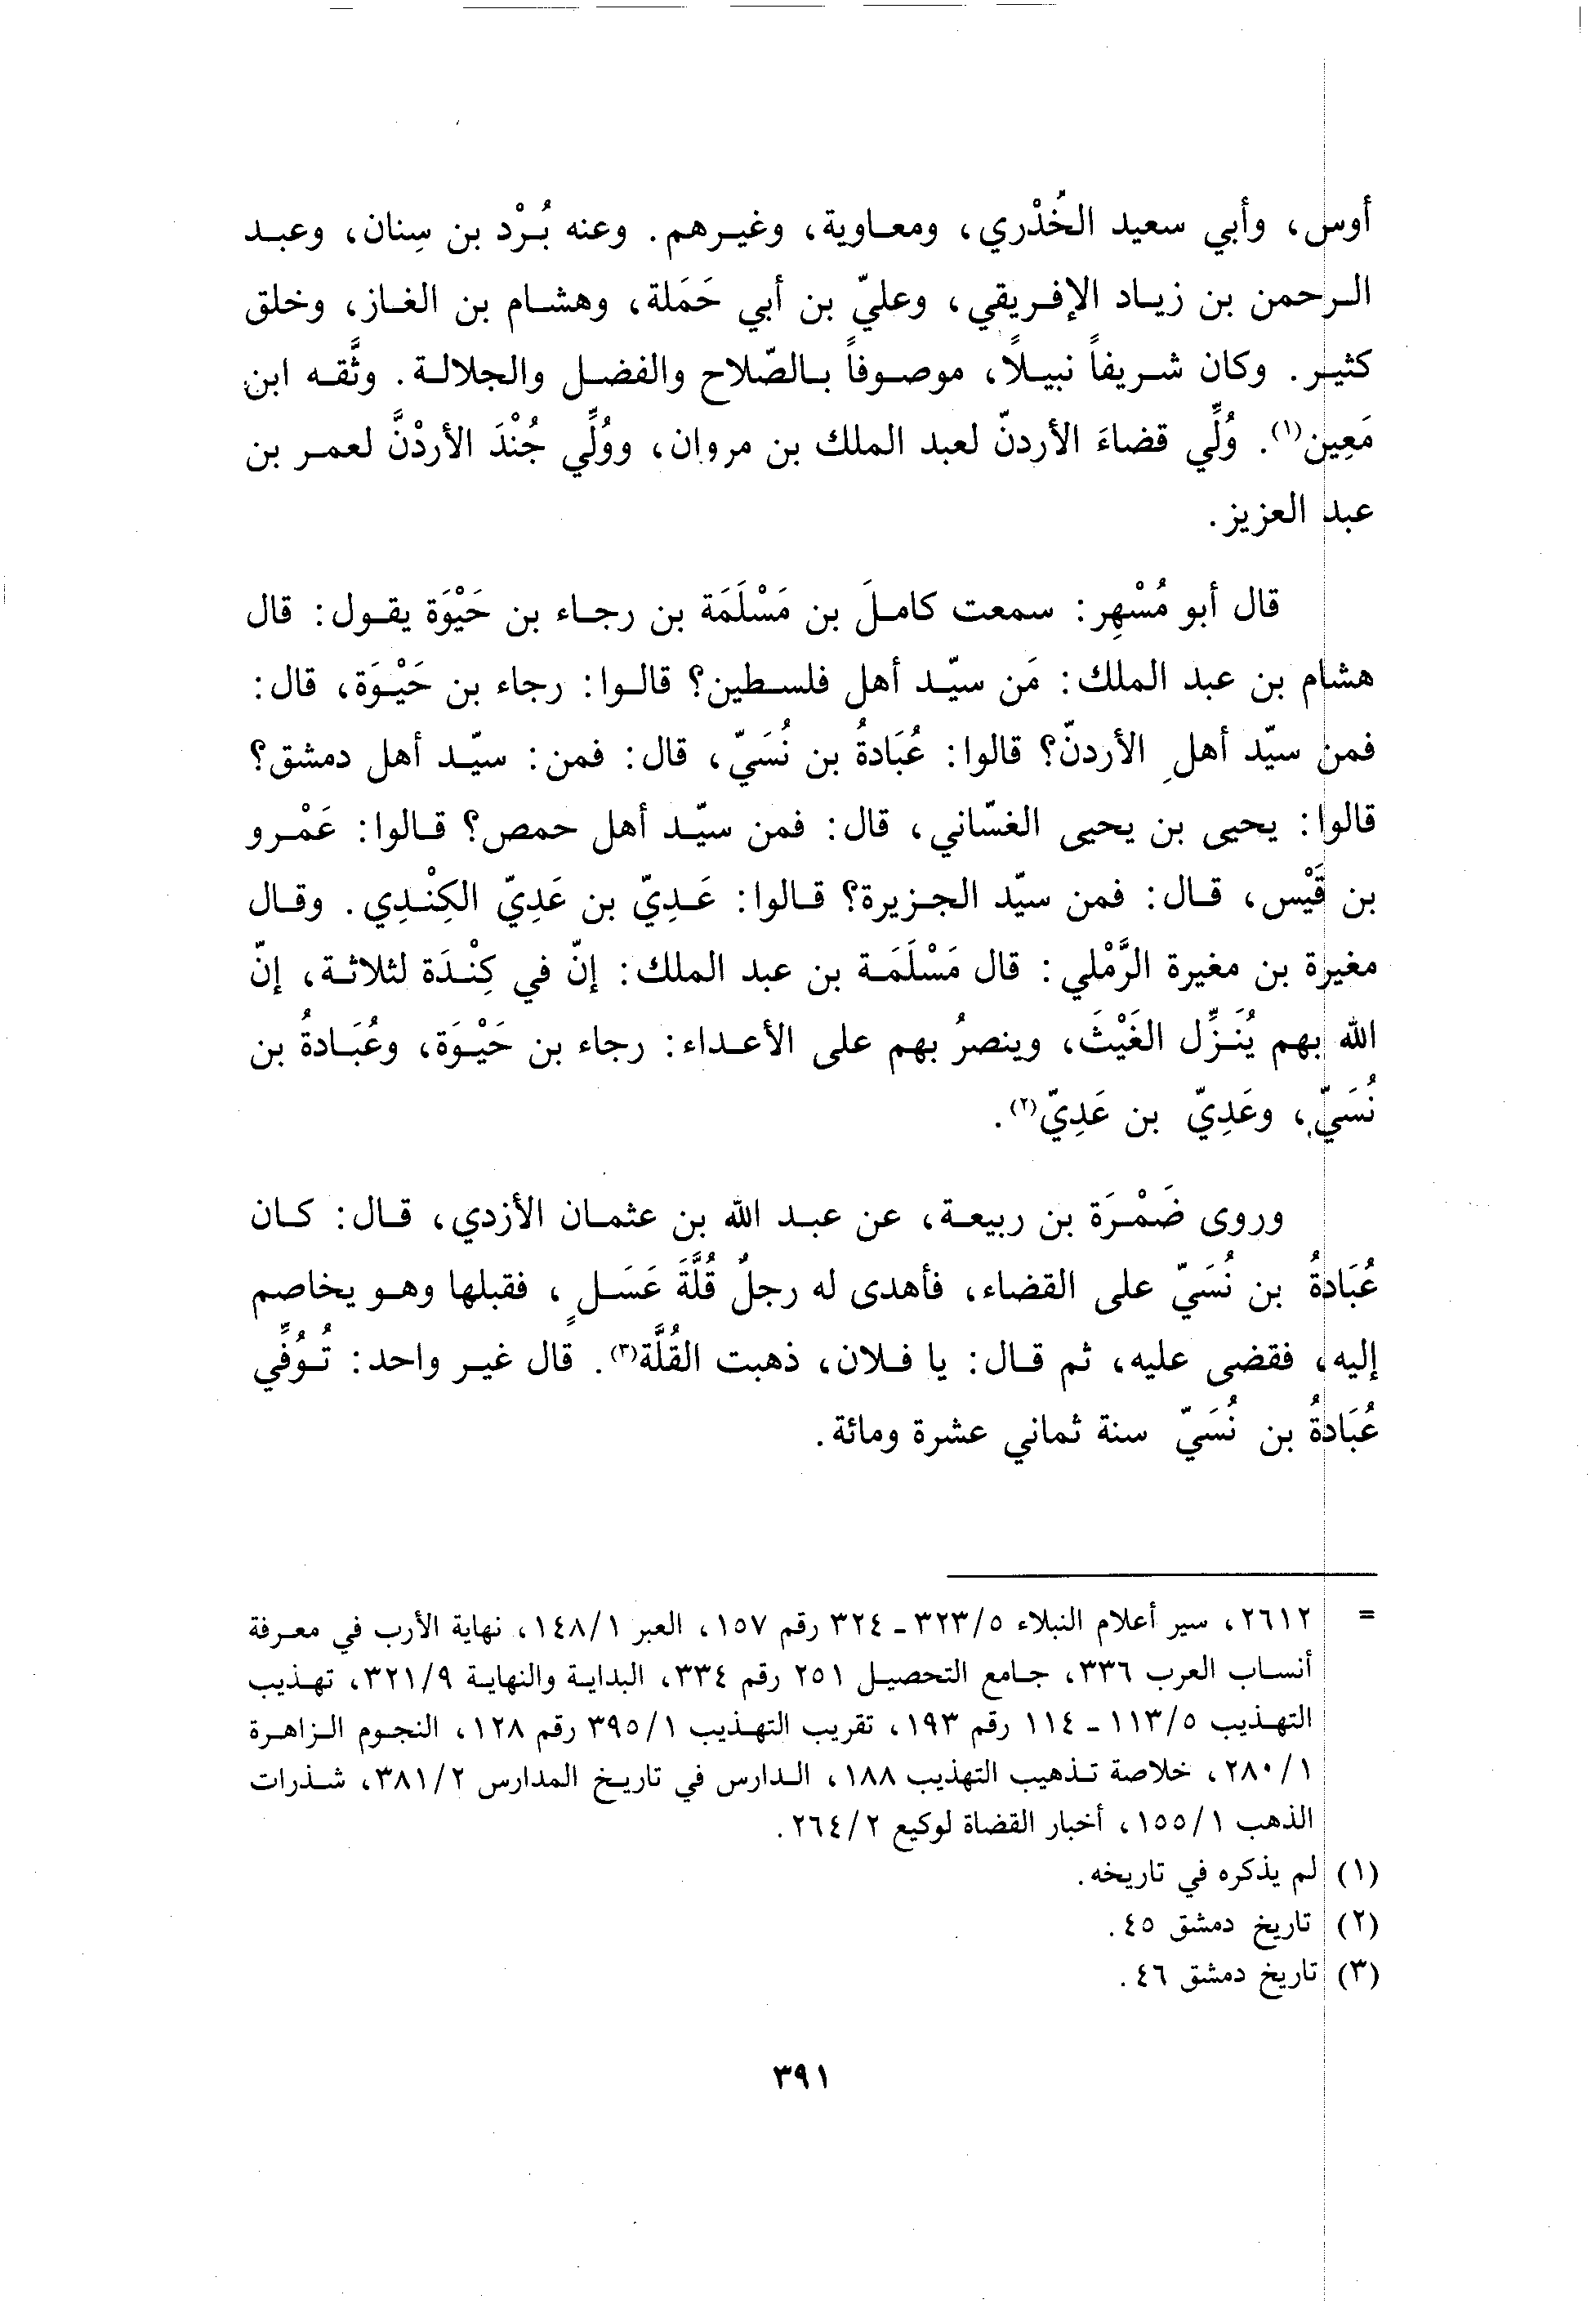 أوس، وأبي سعيد الخُدْري، ومعاوية، وغيرهم. وعنه بُرْد بن سِنان، وعبد
الرحمن بن زياد الإفريقي، وعليّ بن أبي حَمَلة، وهشام بن الغاز، وخلق
كثير. وكان شريفاً نبيلاً، موصوفاً بالصّلاح والفضل والجلالة. وثَّقه ابن
مَعِين(١). وُلِّي قضاءَ الأردنّ لعبد الملك بن مروان، ووُلِّي جُنْدَ الأردْنَّ لعمر بن
عبد العزيز.
قال أبو مُسْهِر: سمعت كاملَ بن مَسْلَمَة بن رجاء بن حَيْوَة يقول: قال
هشام بن عبد الملك: مَن سيّد أهل فلسطين؟ قالوا: رجاء بن حَيْوَة، قال:
فمن سيّد أهلِ الأردنّ؟ قالوا: عُبَادةُ بن نُسَيّ، قال: فمن: سيّد أهل دمشق؟
قالوا: يحيى بن يحيى الغسّاني، قال: فمن سيّد أهل حمص؟ قالوا: عَمْرو
بن قَيْس، قال: فمن سيّد الجزيرة؟ قالوا: عَدِيّ بن عَدِيّ الكِنْدِي. وقال
مغيرة بن مغيرة الرَّمْلي: قال مَسْلَمَة بن عبد الملك: إنّ في كِنْدَة لثلاثة، إنّ
الله بهم يُنَزِّل الغَيْثَ، وينصرُ بهم على الأعداء: رجاء بن حَيْوَة، وعُبَادةُ بن
نُسَيّ، وعَدِيّ بن عَدِيّ(٢).
وروى ضَمْرَة بن ربيعة، عن عبد الله بن عثمان الأزدي، قال: كان
عُبَادةُ بن نُسَيّ على القضاء، فأهدى له رجلٌ قُلَّةَ عَسَلٍ، فقبلها وهو يخاصم
إليه، فقضى عليه، ثم قال: يا فلان، ذهبت القُلَّة(٣). قال غير واحد: تُوُفِّي
عُبَادةُ بن نُسَيّ سنة ثماني عشرة ومائة.
= ٢٦١٢، سير أعلام النبلاء ٣٢٣/٥ - ٣٢٤ رقم ١٥٧، العبر ١٤٨/١، نهاية الأرب في معرفة
أنساب العرب ٣٣٦، جامع التحصيل ٢٥١ رقم ٣٣٤، البداية والنهاية ٣٢١/٩، تهذيب
التهذيب ١١٣/٥ - ١١٤ رقم ١٩٣، تقريب التهذيب ٣٩٥/١ رقم ١٢٨، النجوم الزاهرة
٢٨٠/١، خلاصة تذهيب التهذيب ١٨٨، الدارس في تاريخ المدارس ٣٨١/٢، شذرات
الذهب ١٥٥/١، أخبار القضاة لوكيع ٢٦٤/٢.
(١) لم يذكره في تاريخه.
(٢) تاريخ دمشق ٤٥.
(٣) تاريخ دمشق ٤٦.
٣٩١